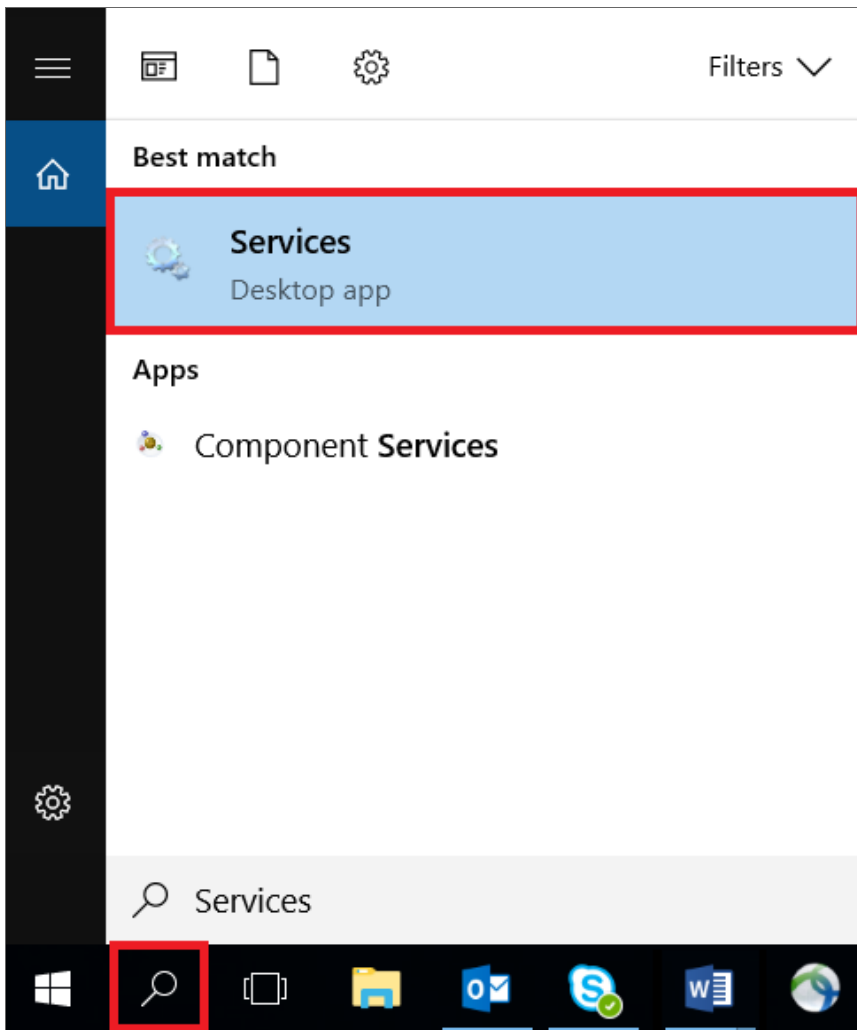 Filters
Best match
Services
Desktop app
Apps
Component Services
Services